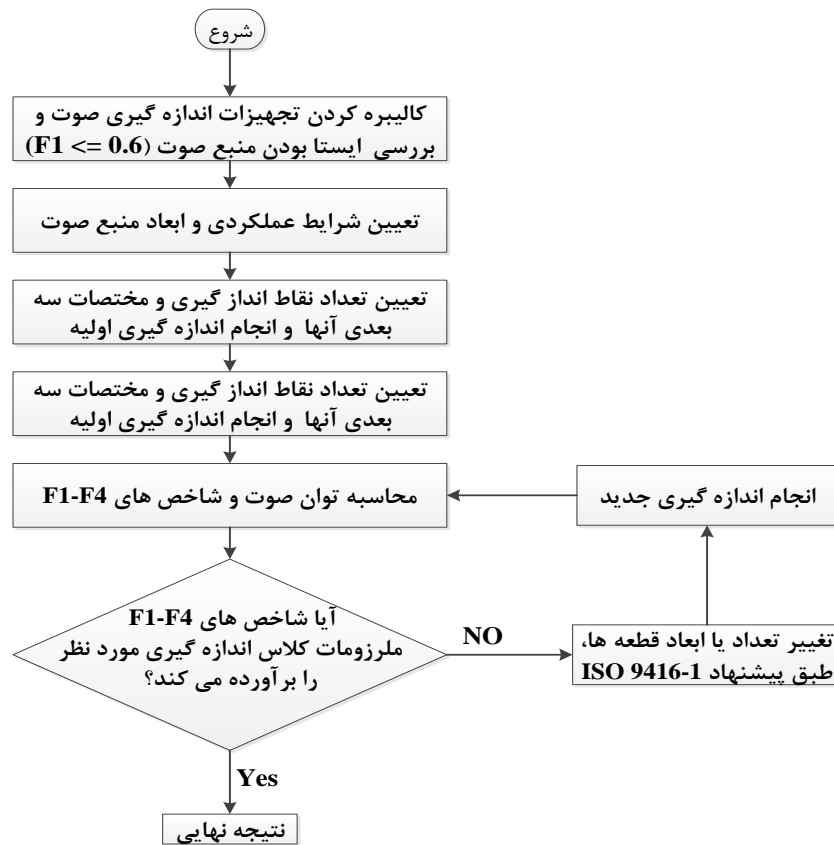 شروع
کالیبره کردن تجهیزات اندازه گیری صوت و
بررسی ایستا بودن منبع صوت (F1 <= 0.6)
تعیین شرایط عملکردی و ابعاد منبع صوت
تعیین تعداد نقاط انداز گیری و مختصات سه
بعدی آنها و انجام اندازه گیری اولیه
تعیین تعداد نقاط انداز گیری و مختصات سه
بعدی آنها و انجام اندازه گیری اولیه
محاسبه توان صوت و شاخص های F1-F4
انجام اندازه گیری جدید
آیا شاخص های F1-F4
ملرزومات کلاس اندازه گیری مورد نظر
را برآورده می کند؟
NO
تغییر تعداد یا ابعاد قطعه ها،
طبق پیشنهاد ISO 9416-1
Yes
نتیجه نهایی